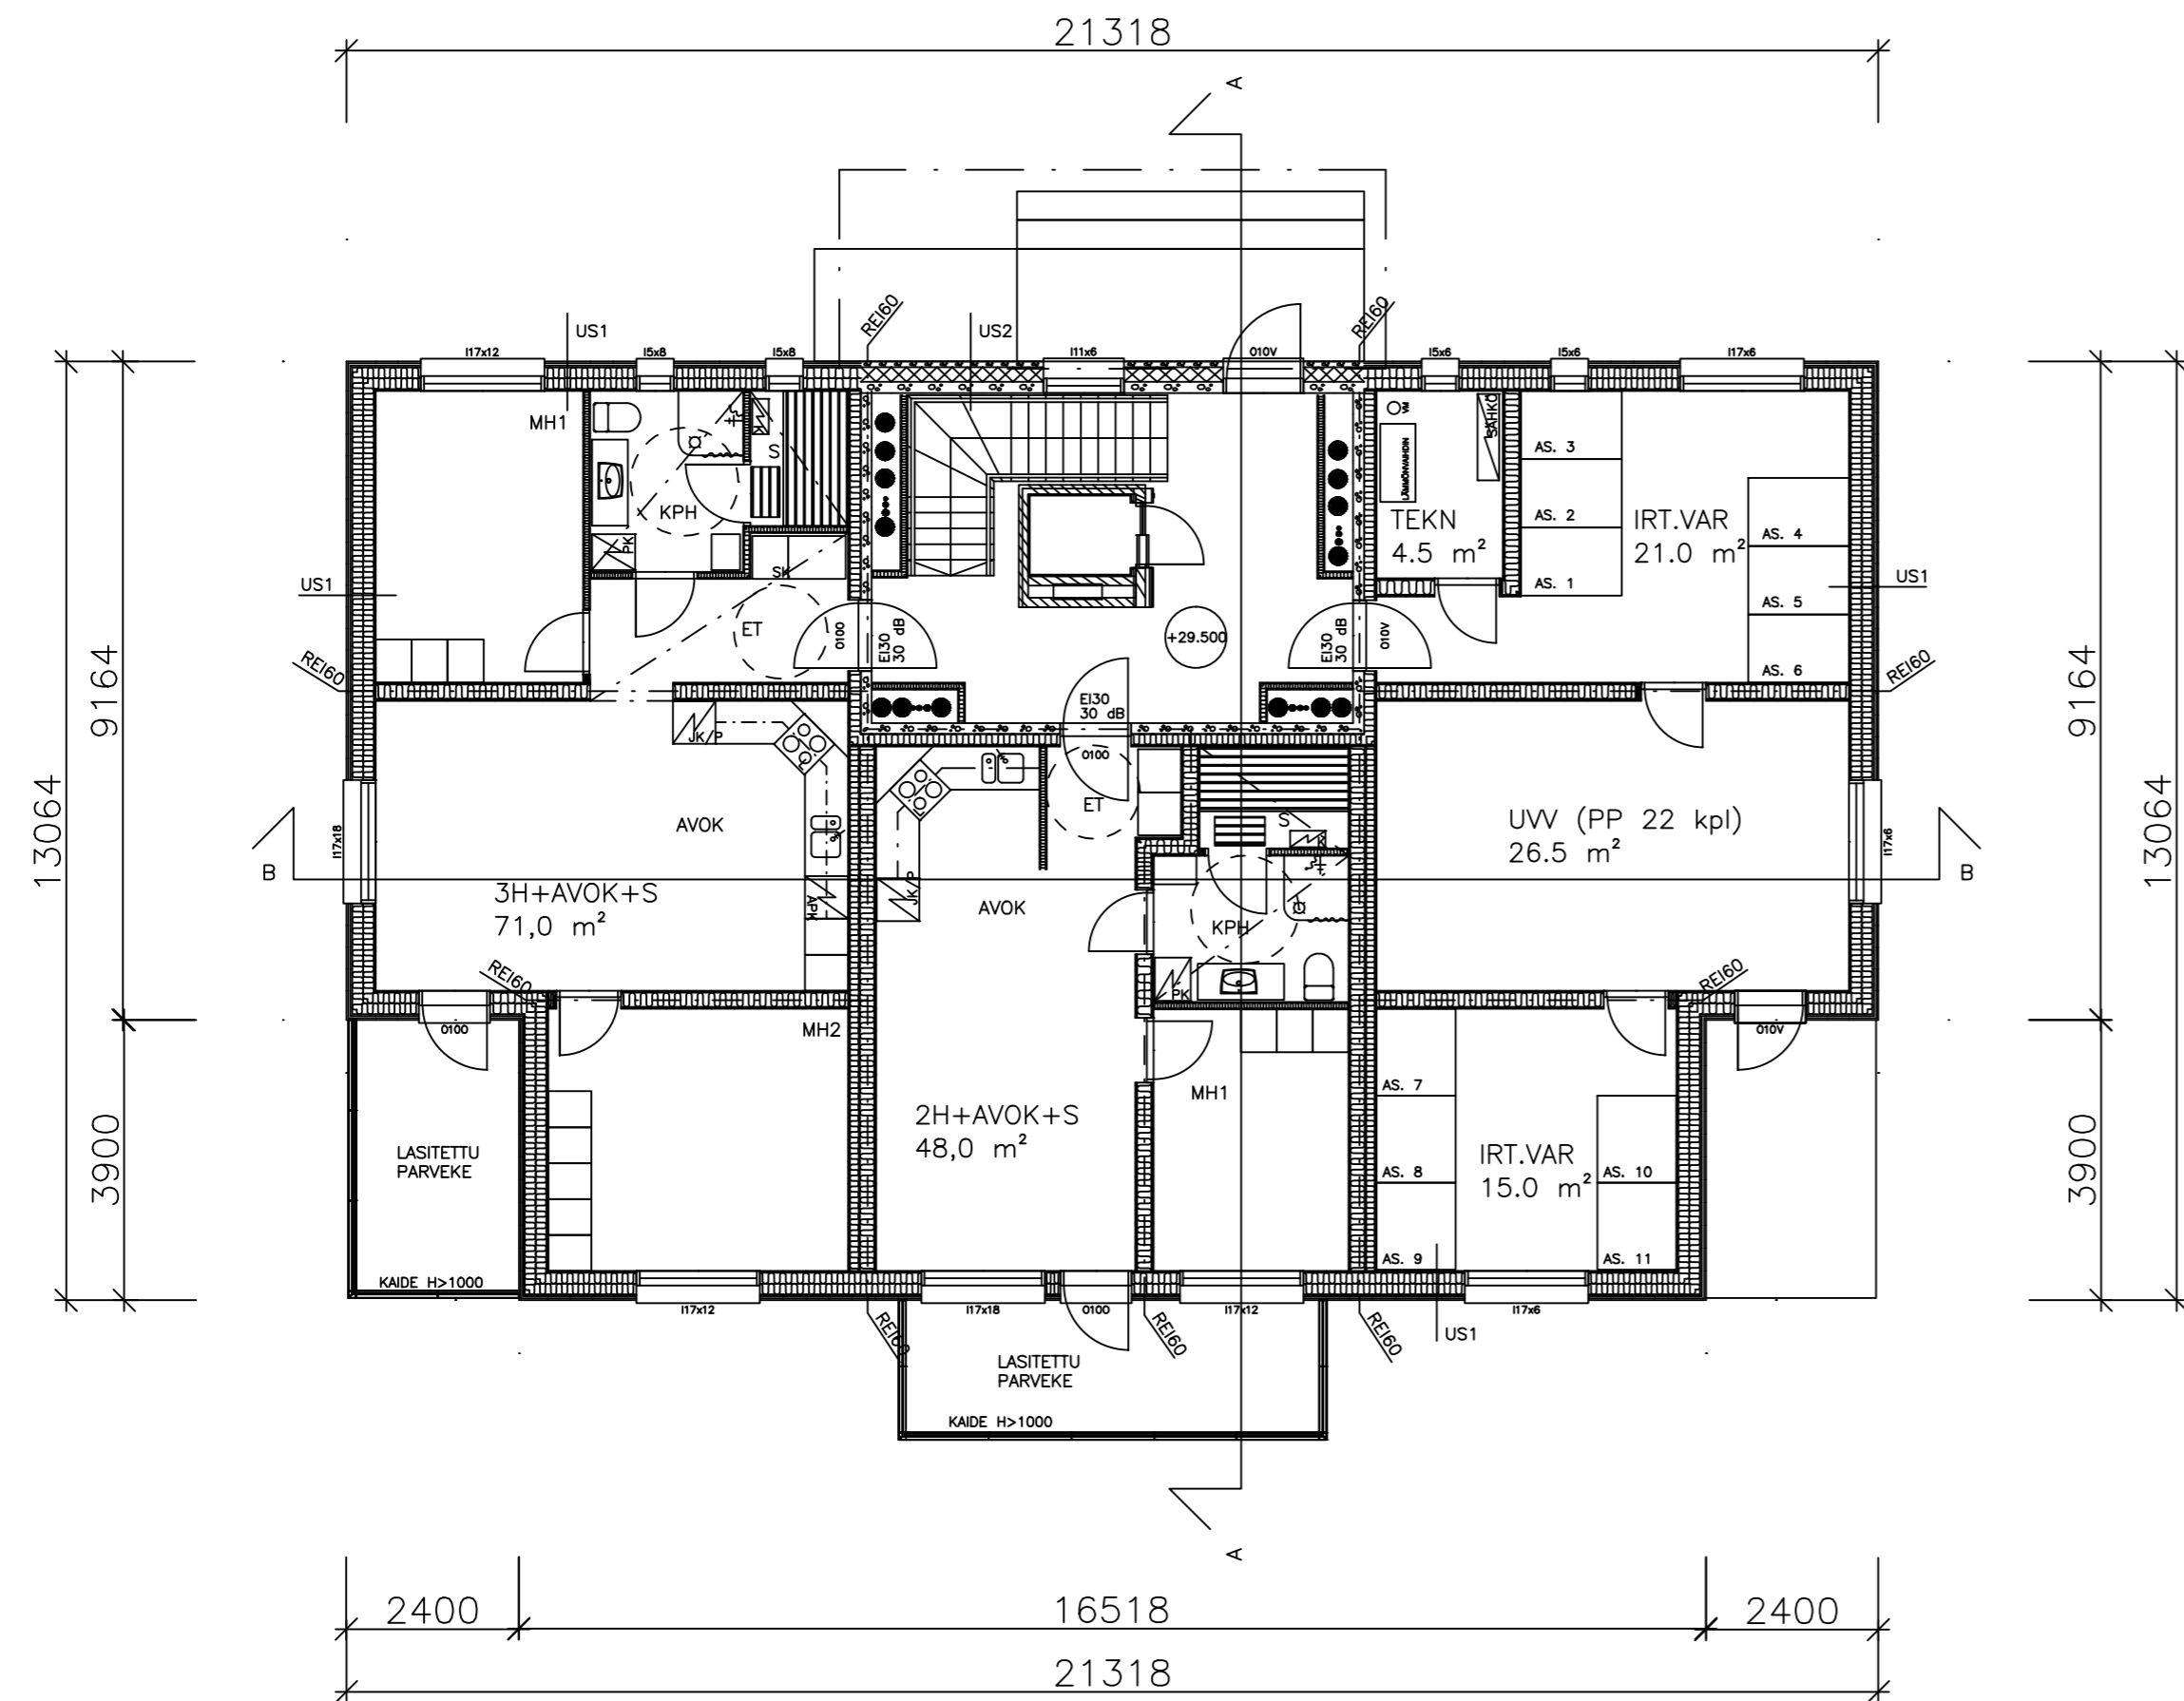 21318
A
REI60
REI60
US1
US2
I17x12
I5x8
I5x8
I11x6
010V
I5x6
I5x6
I17x6
MH1
S
K
KPH
PK
SK
ET
0100
EI30
30 dB
+29.500
EI30
30 dB
010V
VM
LÄMMÖNVAIHDIN
SÄHKÖ
TEKN
4.5 m²
AS. 3
AS. 2
AS. 1
IRT.VAR
21.0 m²
AS. 4
AS. 5
AS. 6
US1
US1
REI60
REI60
9164
13064
9164
13064
EI30
30 dB
0100
JK/P
AVOK
I17x18
B
3H+AVOK+S
71,0 m²
APK
JK/P
AVOK
ET
S
K
KPH
PK
UVV (PP 22 kpl)
26.5 m²
I17x6
B
REI60
REI60
0100
010V
MH2
MH1
3900
3900
LASITETTU
PARVEKE
KAIDE H>1000
2H+AVOK+S
48,0 m²
AS. 7
AS. 8
AS. 9
IRT.VAR
15.0 m²
AS. 10
AS. 11
I17x12
I17x18
0100
I17x12
I17x6
REI60
REI60
REI60
US1
LASITETTU
PARVEKE
KAIDE H>1000
A
2400
16518
2400
21318